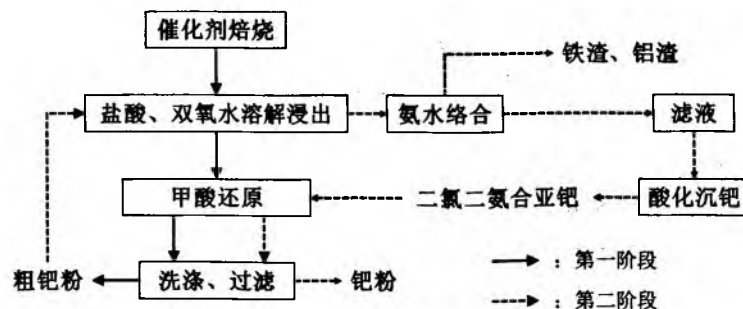 催化剂焙烧
铁渣、铝渣
盐酸、双氧水溶解浸出
氨水络合
滤液
甲酸还原
二氯二氨合亚钯
酸化沉钯
粗钯粉
洗涤、过滤
钯粉
：第一阶段
：第二阶段